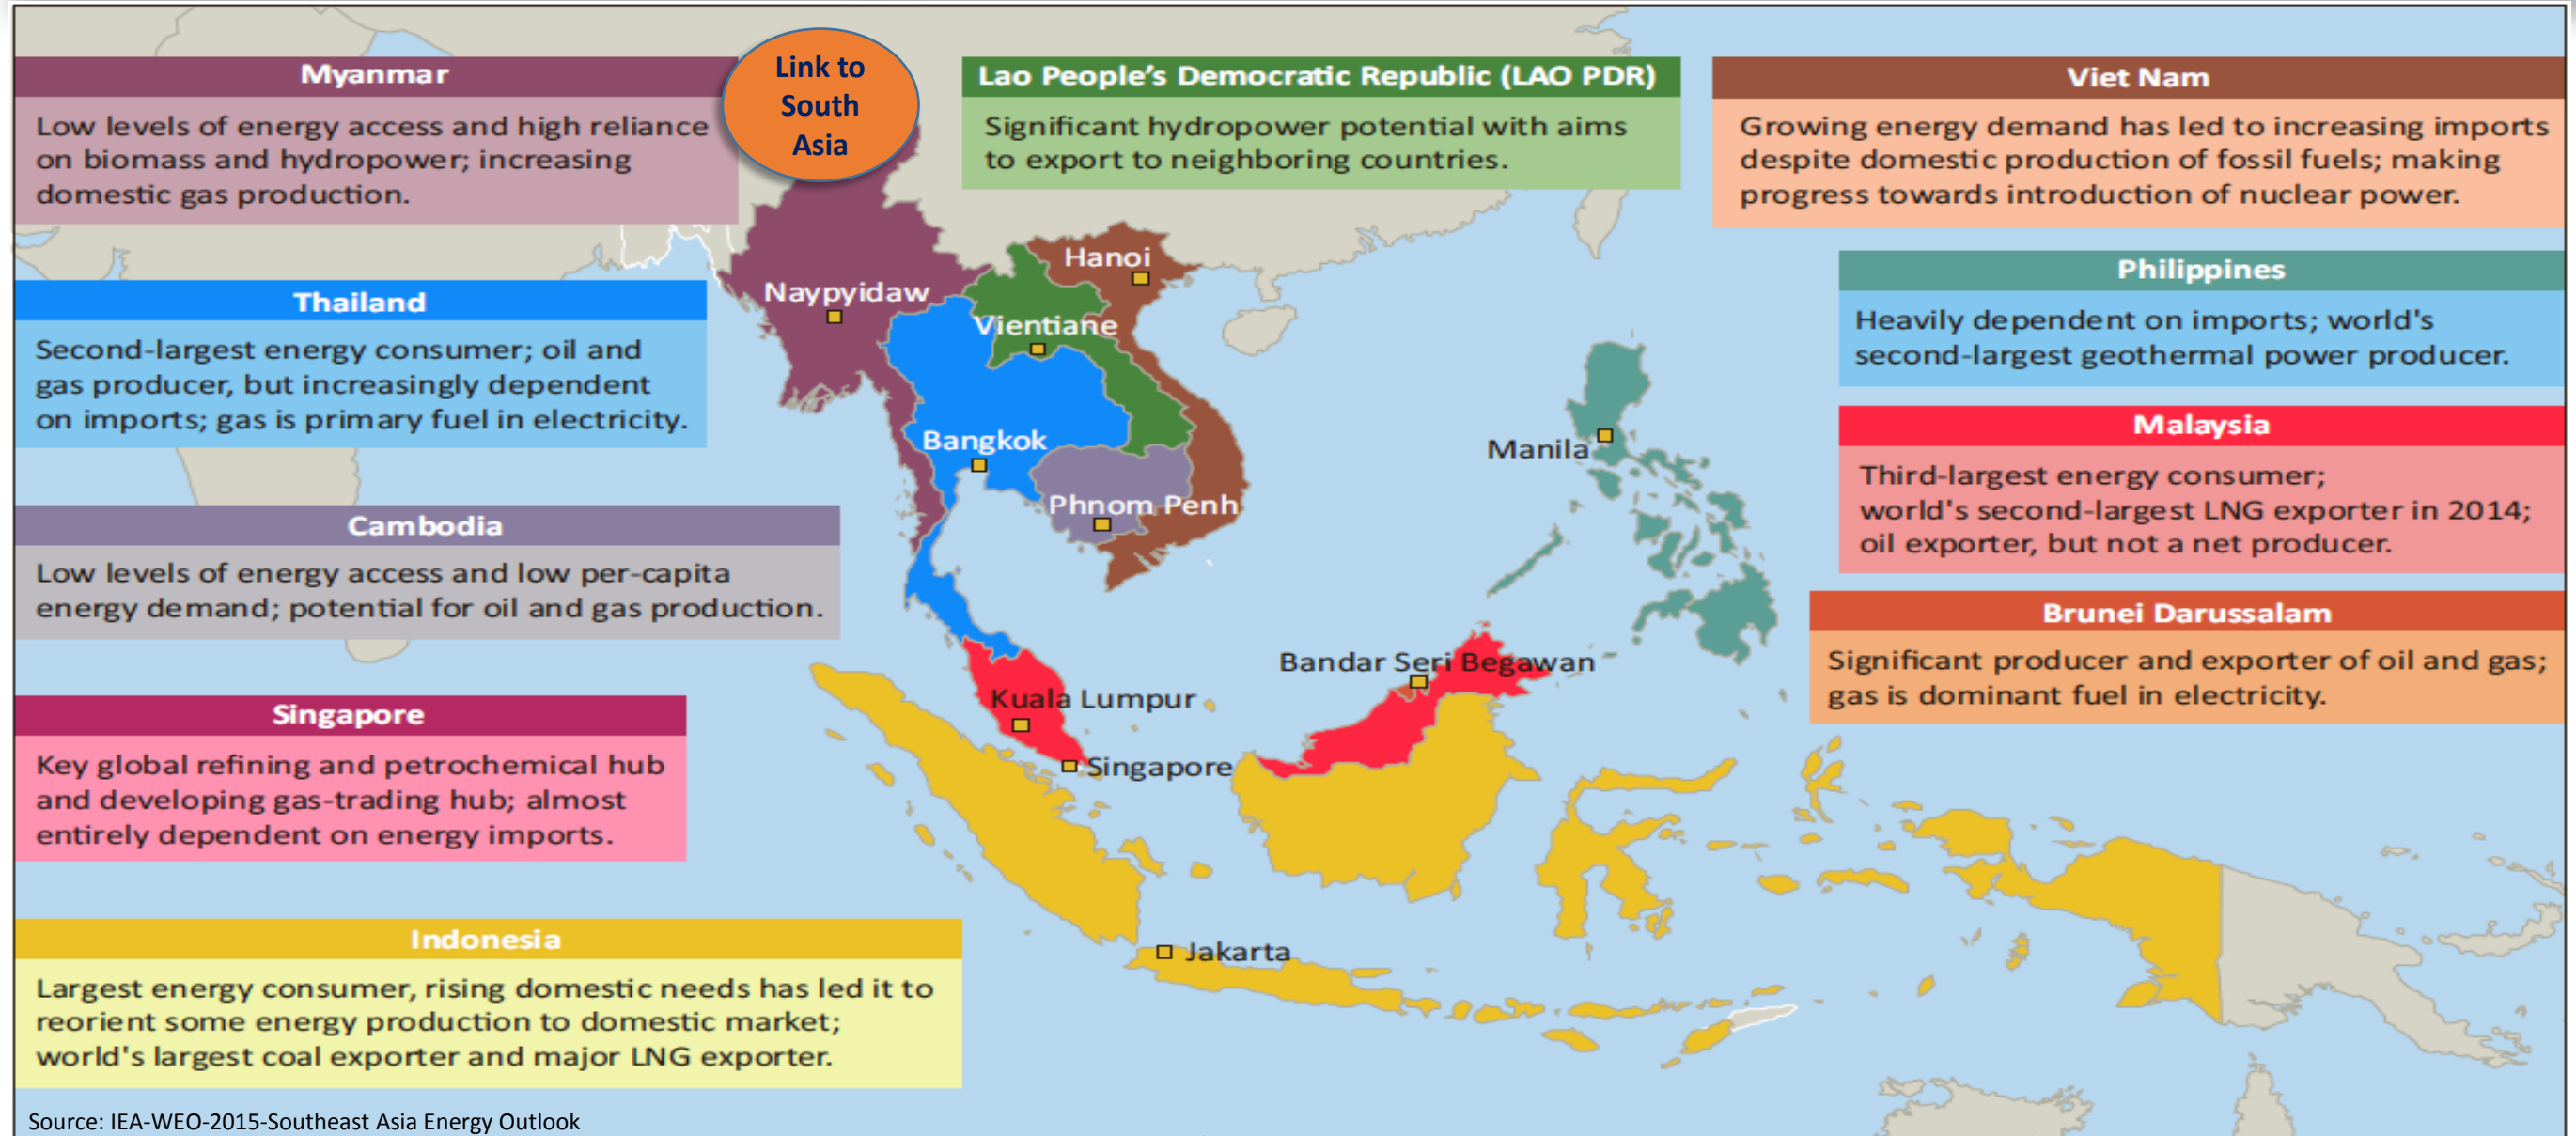 Myanmar
Low levels of energy access and high reliance
on biomass and hydropower; increasing
domestic gas production.
Link to
South
Asia
Lao People’s Democratic Republic (LAO PDR)
Significant hydropower potential with aims
to export to neighboring countries.
Viet Nam
Growing energy demand has led to increasing imports
despite domestic production of fossil fuels; making
progress towards introduction of nuclear power.
Thailand
Second-largest energy consumer; oil and
gas producer, but increasingly dependent
on imports; gas is primary fuel in electricity.
Philippines
Heavily dependent on imports; world's
second-largest geothermal power producer.
Malaysia
Third-largest energy consumer;
world's second-largest LNG exporter in 2014;
oil exporter, but not a net producer.
Cambodia
Low levels of energy access and low per-capita
energy demand; potential for oil and gas production.
Brunei Darussalam
Significant producer and exporter of oil and gas;
gas is dominant fuel in electricity.
Singapore
Key global refining and petrochemical hub
and developing gas-trading hub; almost
entirely dependent on energy imports.
Indonesia
Largest energy consumer, rising domestic needs has led it to
reorient some energy production to domestic market;
world's largest coal exporter and major LNG exporter.
Hanoi
Naypyidaw
Vientiane
Bangkok
Manila
Phnom Penh
Bandar Seri Begawan
Kuala Lumpur
Singapore
Jakarta
Source: IEA-WEO-2015-Southeast Asia Energy Outlook